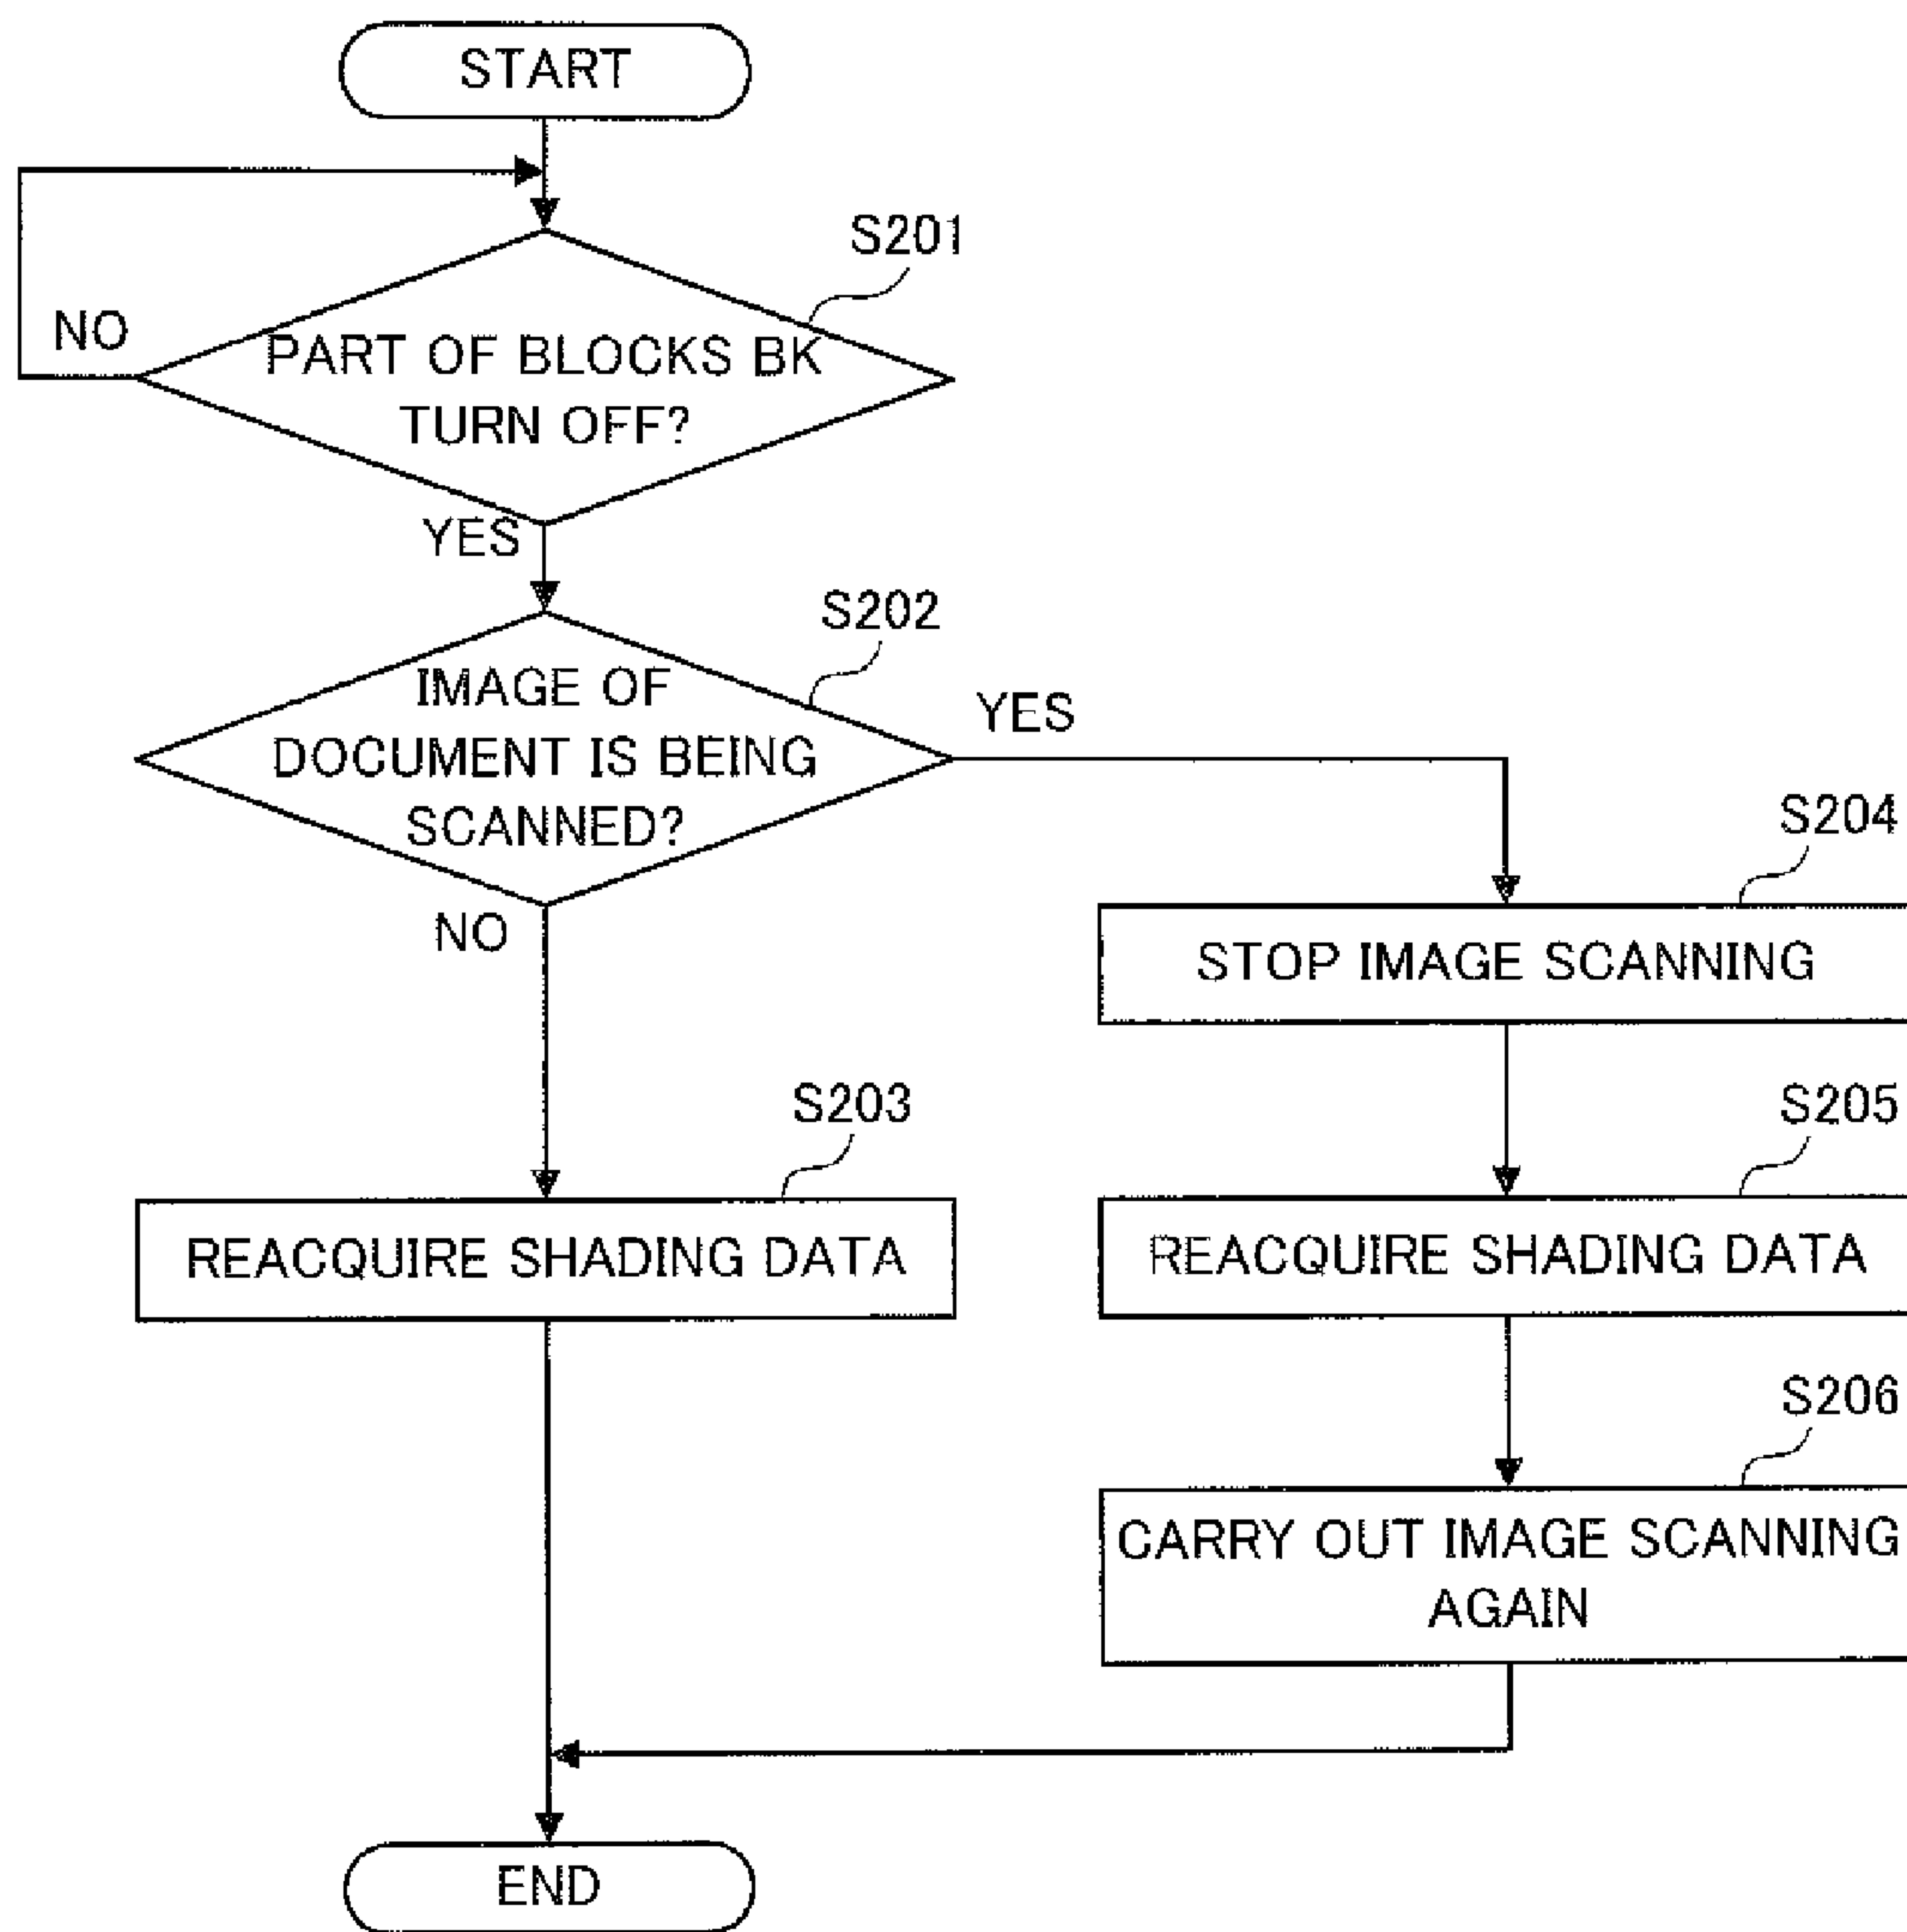 START
S201
NO
PART OF BLOCKS BK
TURN OFF?
YES
S202
IMAGE OF
DOCUMENT IS BEING
SCANNED?
YES
NO
S204
STOP IMAGE SCANNING
S203
REACQUIRE SHADING DATA
S205
REACQUIRE SHADING DATA
S206
CARRY OUT IMAGE SCANNING
AGAIN
END